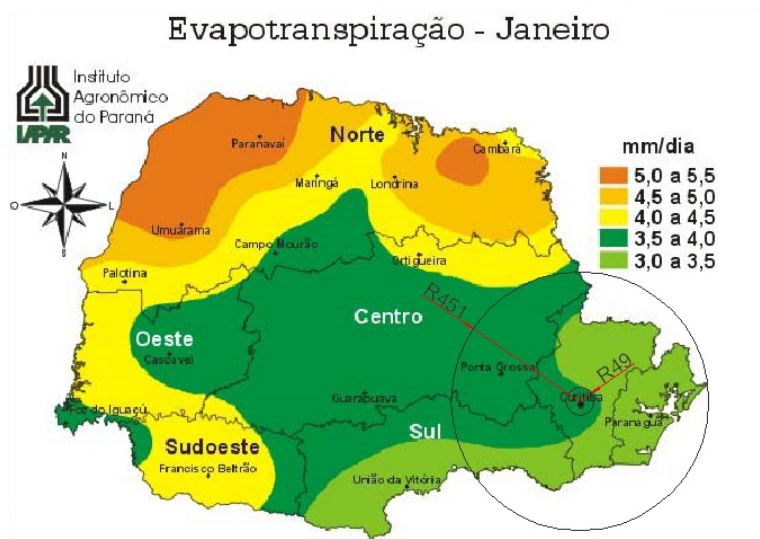 Evapotranspiração - Janeiro
Instituto
Agronômico
do Paraná
IAPAR
N
O
L
S
Norte
Paranavaí
Cambará
Maringá
Londrina
Umuarama
Campo Mourão
Ortigueira
Palotina
mm/dia
5,0 a 5,5
4,5 a 5,0
4,0 a 4,5
3,5 a 4,0
3,0 a 3,5
R451
Centro
Oeste
Cascavel
Ponta Grossa
R49
Curitiba
Guarapuava
Foz do Iguaçú
Paranaguá
Sul
Sudoeste
Francisco Beltrão
União da Vitória